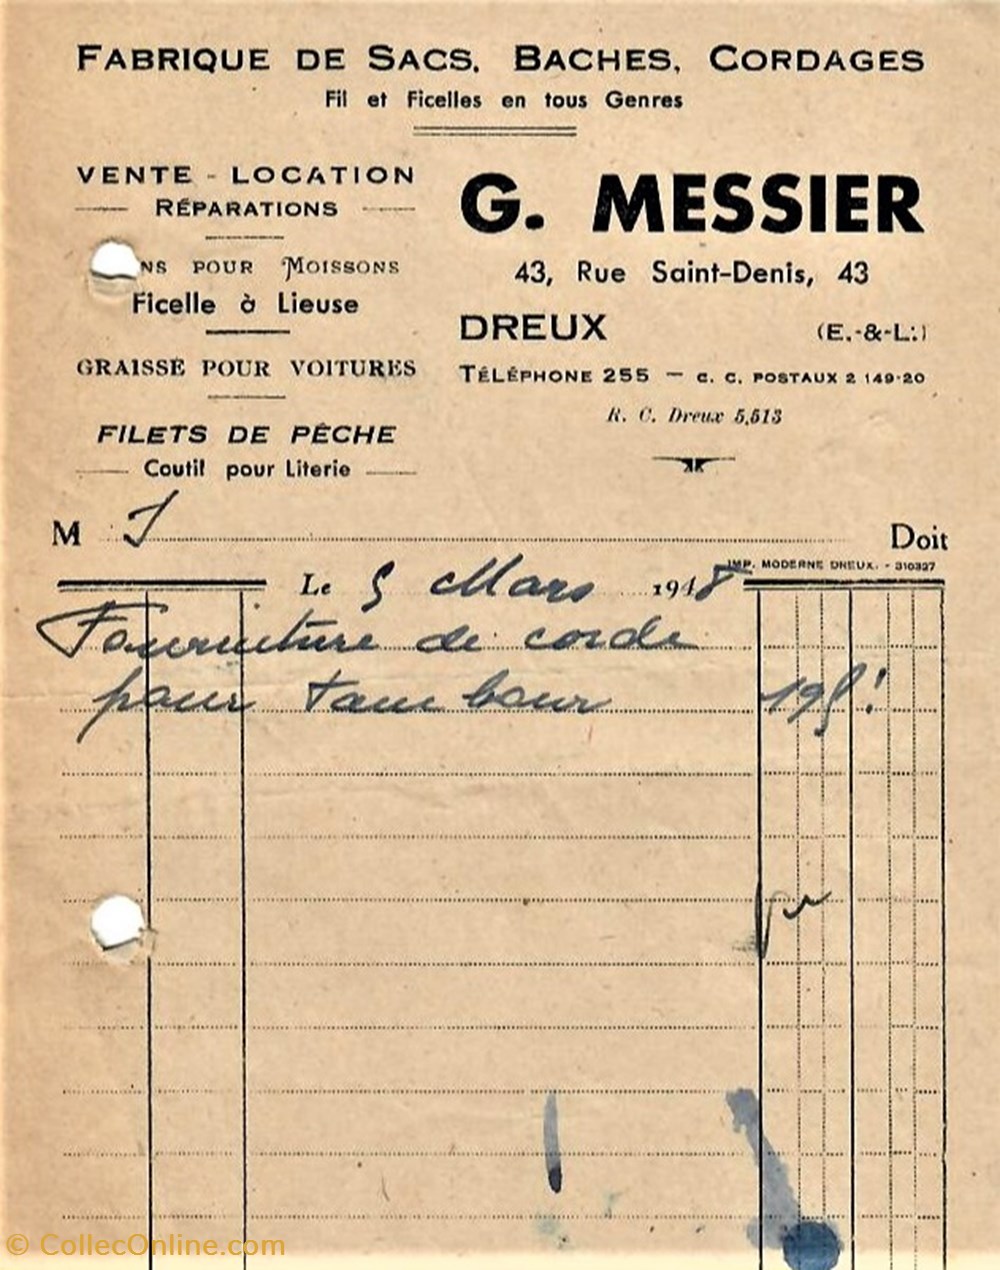 FABRIQUE DE SACS, BACHES, CORDAGES
Fil et Ficelles en tous Genres
VENTE - LOCATION
RÉPARATIONS
NS POUR MOISSONS
Ficelle à Lieuse
GRAISSE POUR VOITURES
FILETS DE PÊCHE
Coutil pour Literie
G. MESSIER
43, Rue Saint-Denis, 43
DREUX (E.-&-L.)
TÉLÉPHONE 255 — C. C. POSTAUX 2 149-20
R. C. Dreux 5,513
M Doit
IMP. MODERNE DREUX. - 310327
Le 5 Mars 1948
Fourniture de corde
pour tambour 195
© CollecOnline.com